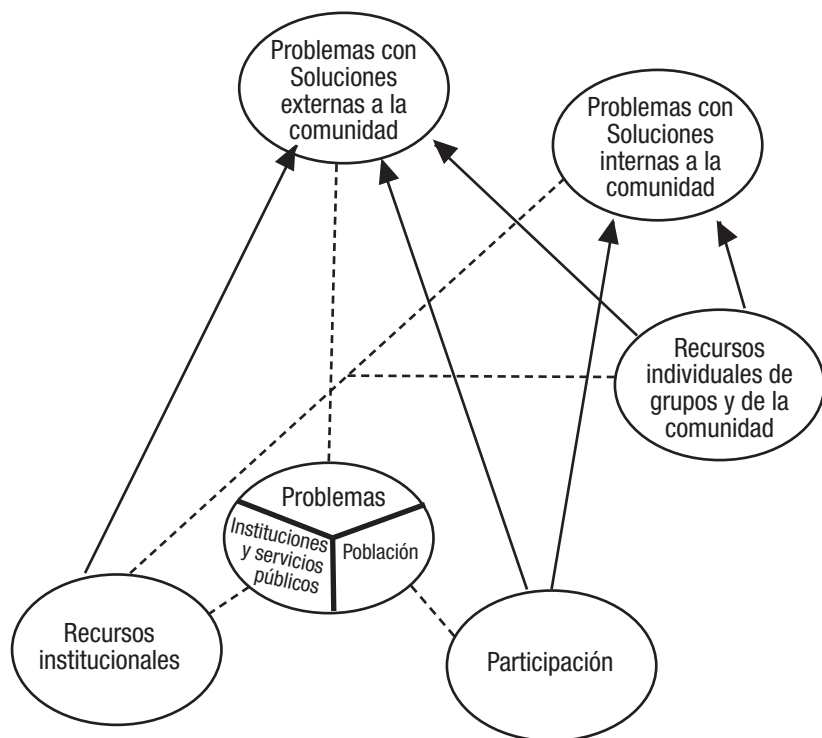 Problemas con
Soluciones
externas a la
comunidad
Problemas con
Soluciones
internas a la
comunidad
Recursos
individuales de
grupos y de la
comunidad
Problemas
Instituciones
y servicios
públicos
Población
Recursos
institucionales
Participación